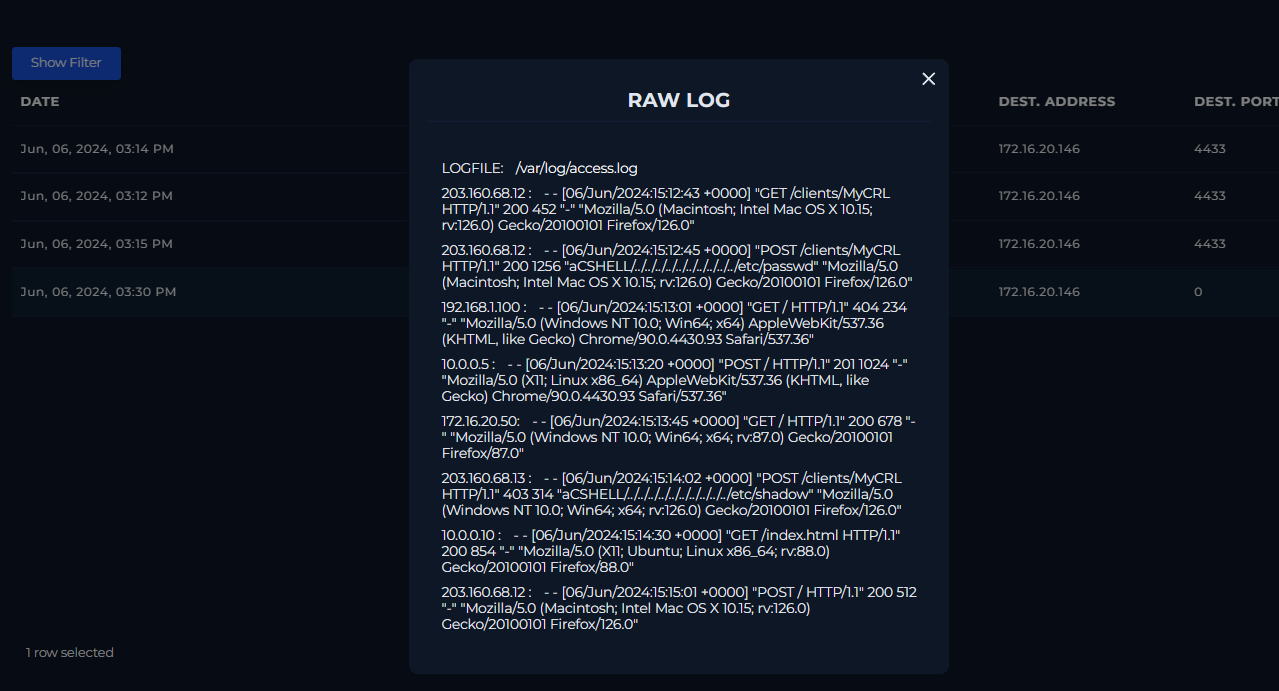 Show Filter
DATE
DEST. ADDRESS
DEST. PORT
Jun, 06, 2024, 03:14 PM
172.16.20.146
4433
Jun, 06, 2024, 03:12 PM
172.16.20.146
4433
Jun, 06, 2024, 03:15 PM
172.16.20.146
4433
Jun, 06, 2024, 03:30 PM
172.16.20.146
0
RAW LOG
LOGFILE: /var/log/access.log
203.160.68.12 : - - [06/Jun/2024:15:12:43 +0000] "GET /clients/MyCRL
HTTP/1.1" 200 452 "-" "Mozilla/5.0 (Macintosh; Intel Mac OS X 10.15;
rv:126.0) Gecko/20100101 Firefox/126.0"
203.160.68.12 : - - [06/Jun/2024:15:12:45 +0000] "POST /clients/MyCRL
HTTP/1.1" 200 1256 "aCSHELL/../../../../../../../../../../etc/passwd" "Mozilla/5.0
(Macintosh; Intel Mac OS X 10.15; rv:126.0) Gecko/20100101 Firefox/126.0"
192.168.1.100 : - - [06/Jun/2024:15:13:01 +0000] "GET / HTTP/1.1" 404 234
"-" "Mozilla/5.0 (Windows NT 10.0; Win64; x64) AppleWebKit/537.36
(KHTML, like Gecko) Chrome/90.0.4430.93 Safari/537.36"
10.0.0.5 : - - [06/Jun/2024:15:13:20 +0000] "POST / HTTP/1.1" 201 1024 "-"
"Mozilla/5.0 (X11; Linux x86_64) AppleWebKit/537.36 (KHTML, like
Gecko) Chrome/90.0.4430.93 Safari/537.36"
172.16.20.50: - - [06/Jun/2024:15:13:45 +0000] "GET / HTTP/1.1" 200 678 "-
" "Mozilla/5.0 (Windows NT 10.0; Win64; x64; rv:87.0) Gecko/20100101
Firefox/87.0"
203.160.68.13 : - - [06/Jun/2024:15:14:02 +0000] "POST /clients/MyCRL
HTTP/1.1" 403 314 "aCSHELL/../../../../../../../../../../etc/shadow" "Mozilla/5.0
(Windows NT 10.0; Win64; x64; rv:126.0) Gecko/20100101 Firefox/126.0"
10.0.0.10 : - - [06/Jun/2024:15:14:30 +0000] "GET /index.html HTTP/1.1"
200 854 "-" "Mozilla/5.0 (X11; Ubuntu; Linux x86_64; rv:88.0)
Gecko/20100101 Firefox/88.0"
203.160.68.12 : - - [06/Jun/2024:15:15:01 +0000] "POST / HTTP/1.1" 200 512
"-" "Mozilla/5.0 (Macintosh; Intel Mac OS X 10.15; rv:126.0)
Gecko/20100101 Firefox/126.0"
1 row selected